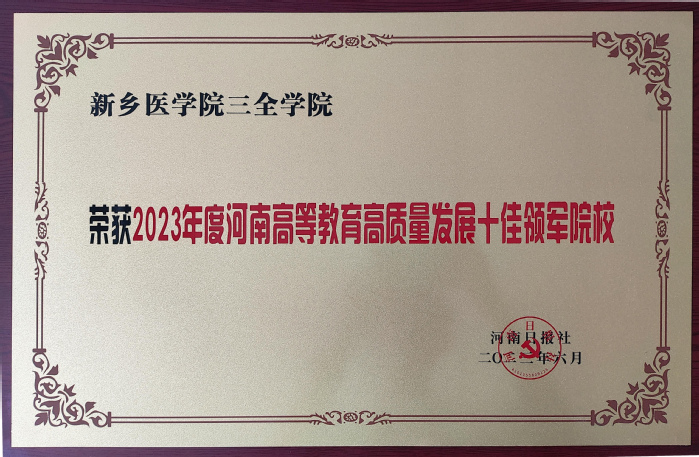 新乡医学院三全学院
荣获2023年度河南高等教育高质量发展十佳领军院校
河南日报社
二〇二三年六月